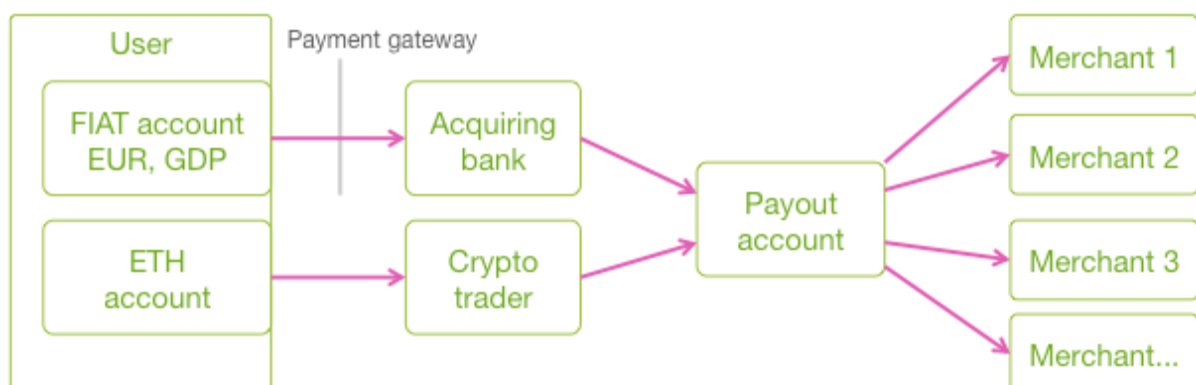 User
Payment gateway
FIAT account
EUR, GDP
Acquiring
bank
ETH
account
Crypto
trader
Payout
account
Merchant 1
Merchant 2
Merchant 3
Merchant...